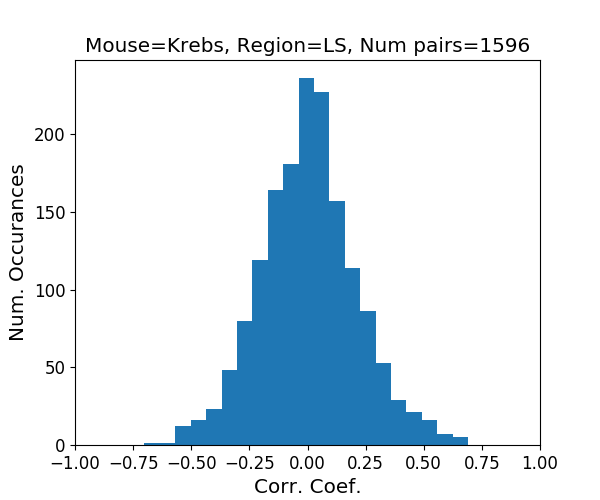 Mouse=Krebs, Region=LS, Num pairs=1596
Num. Occurances
200
150
100
50
0
−1.00 −0.75 −0.50 −0.25 0.00 0.25 0.50 0.75 1.00
Corr. Coef.